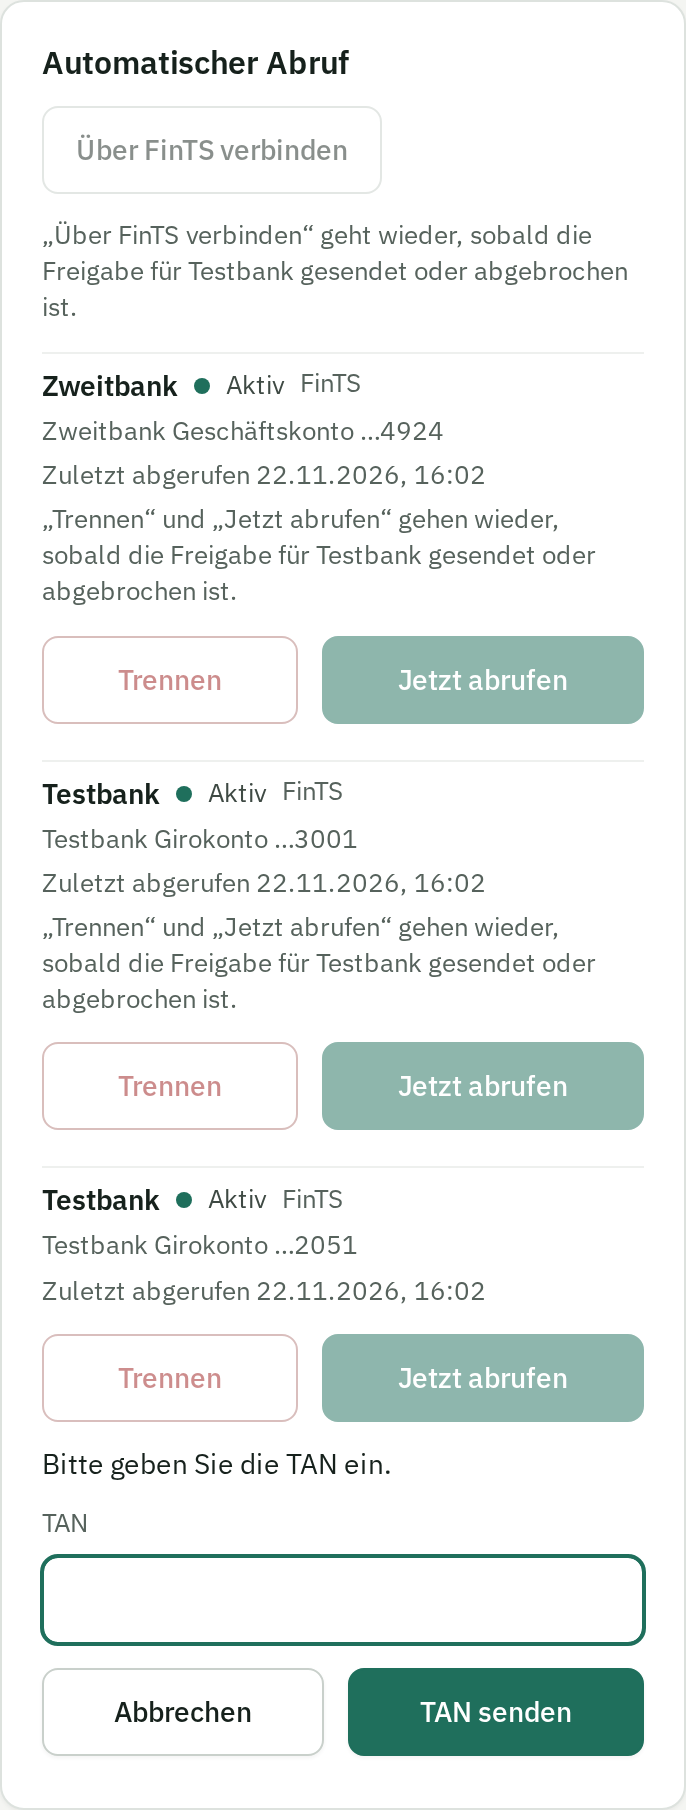 Automatischer Abruf
Über FinTS verbinden
„Über FinTS verbinden“ geht wieder, sobald die
Freigabe für Testbank gesendet oder abgebrochen
ist.
Zweitbank Aktiv FinTS
Zweitbank Geschäftskonto …4924
Zuletzt abgerufen 22.11.2026, 16:02
„Trennen“ und „Jetzt abrufen“ gehen wieder,
sobald die Freigabe für Testbank gesendet oder
abgebrochen ist.
Trennen Jetzt abrufen
Testbank Aktiv FinTS
Testbank Girokonto …3001
Zuletzt abgerufen 22.11.2026, 16:02
„Trennen“ und „Jetzt abrufen“ gehen wieder,
sobald die Freigabe für Testbank gesendet oder
abgebrochen ist.
Trennen Jetzt abrufen
Testbank Aktiv FinTS
Testbank Girokonto …2051
Zuletzt abgerufen 22.11.2026, 16:02
Trennen Jetzt abrufen
Bitte geben Sie die TAN ein.
TAN
Abbrechen TAN senden